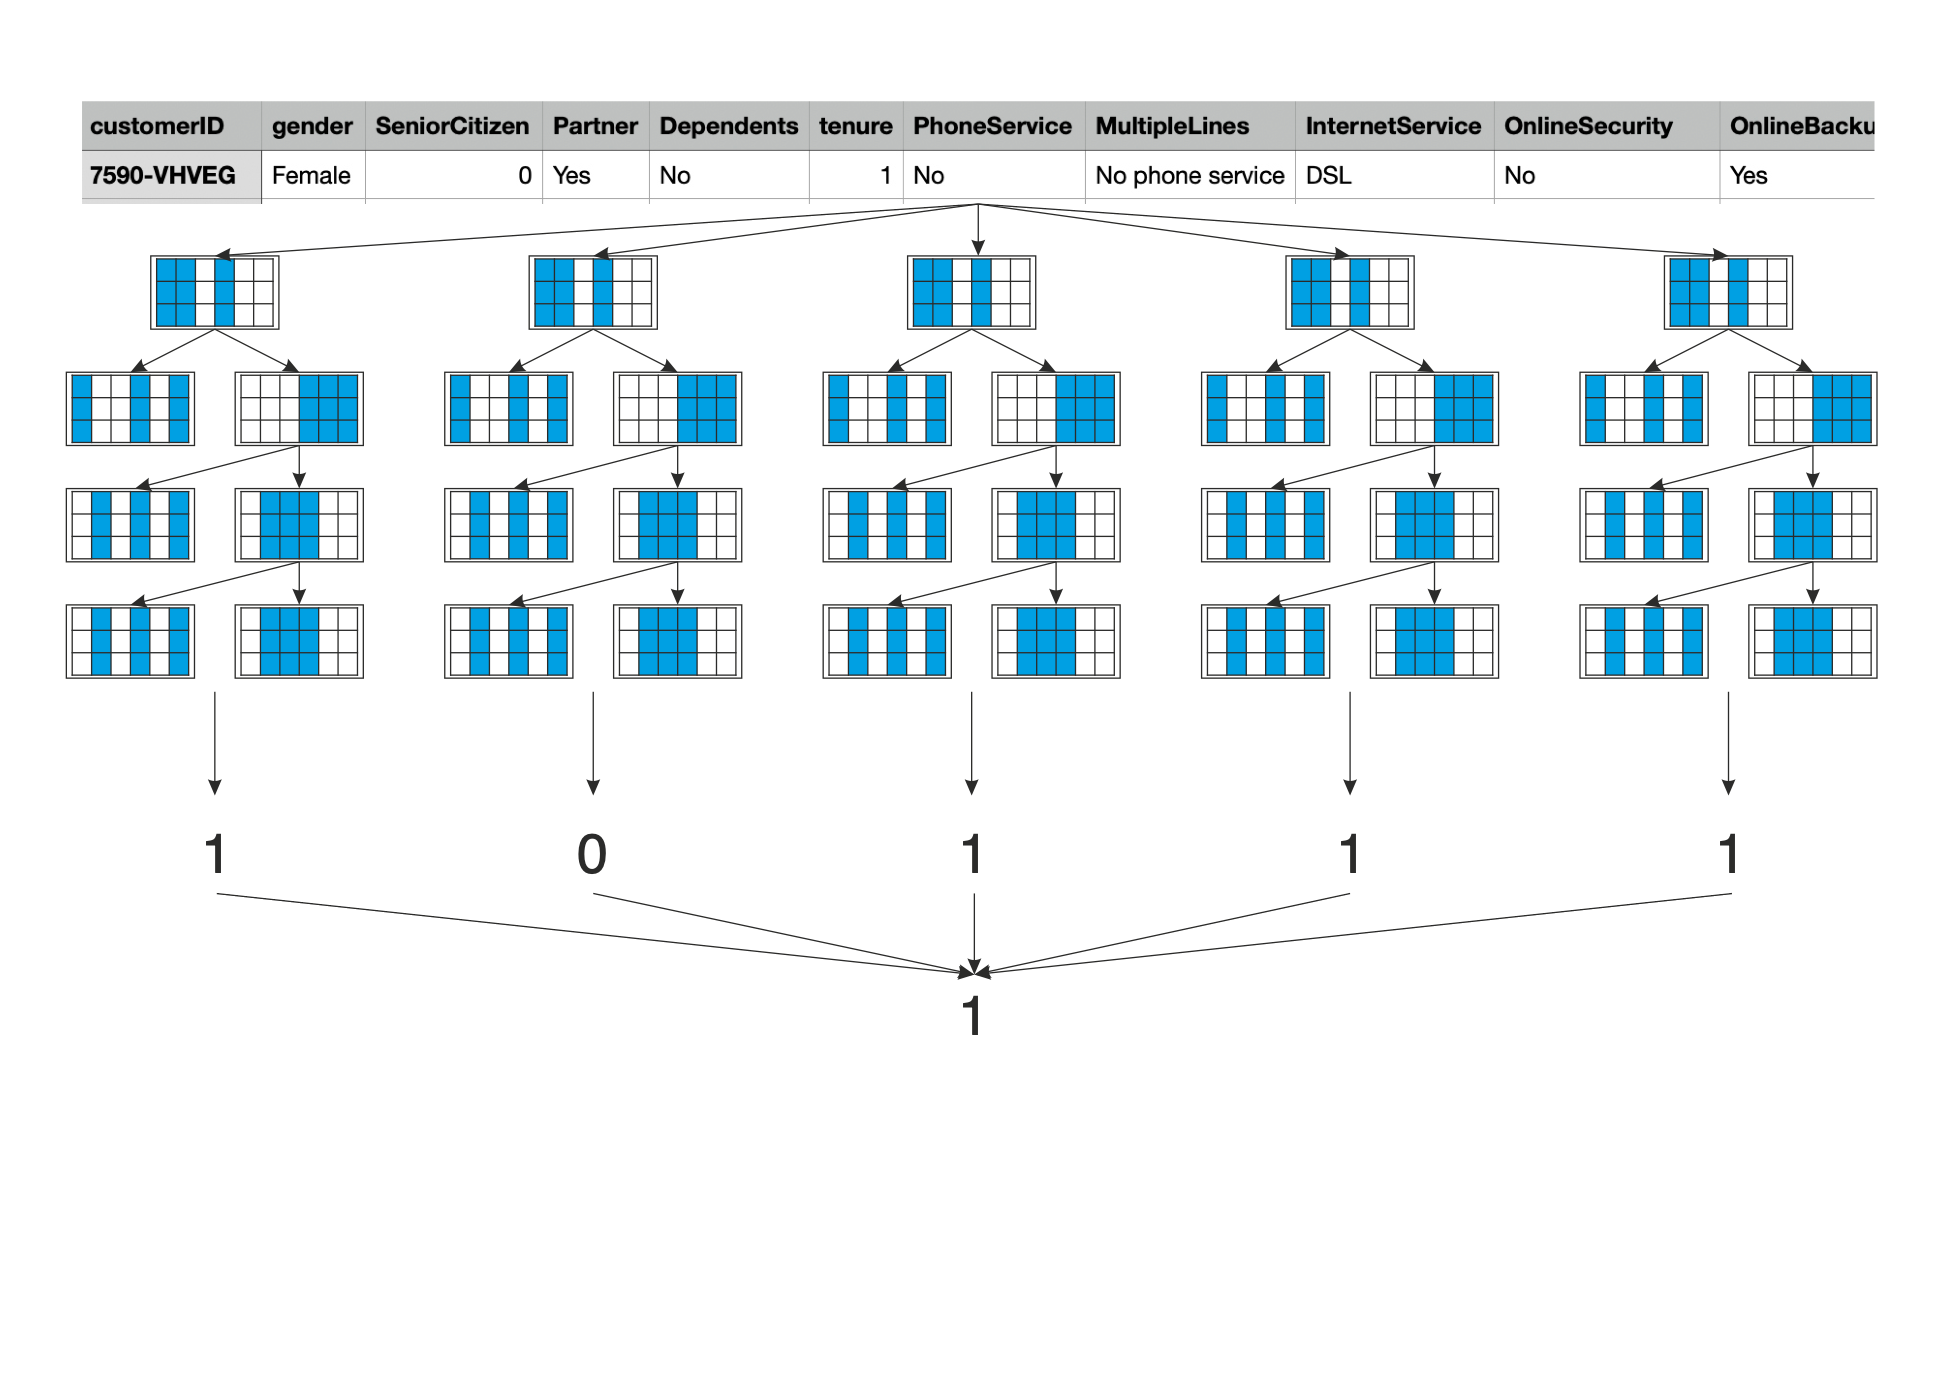 customerID gender SeniorCitizen Partner Dependents tenure PhoneService MultipleLines InternetService OnlineSecurity OnlineBacku
7590-VHVEG Female 0 Yes No 1 No No phone service DSL No Yes
1 0 1 1 1
1